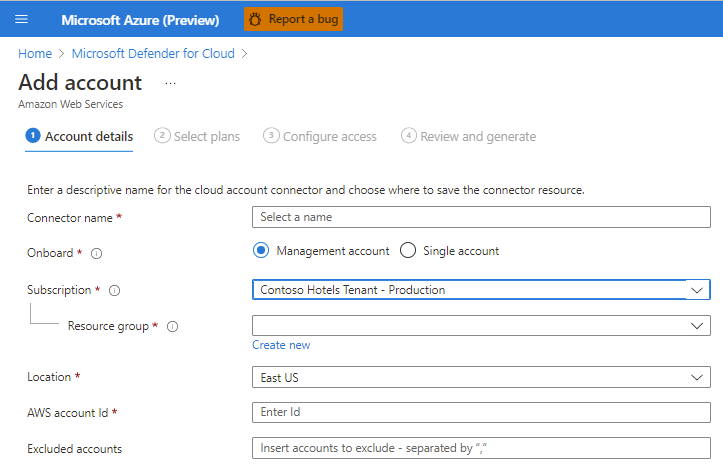 Microsoft Azure (Preview) Report a bug
Home > Microsoft Defender for Cloud >
Add account ...
Amazon Web Services
1 Account details 2 Select plans 3 Configure access 4 Review and generate
Enter a descriptive name for the cloud account connector and choose where to save the connector resource.
Connector name * Select a name
Onboard * Management account Single account
Subscription * Contoso Hotels Tenant - Production
Resource group *
Create new
Location * East US
AWS account Id * Enter Id
Excluded accounts Insert accounts to exclude - separated by “,”